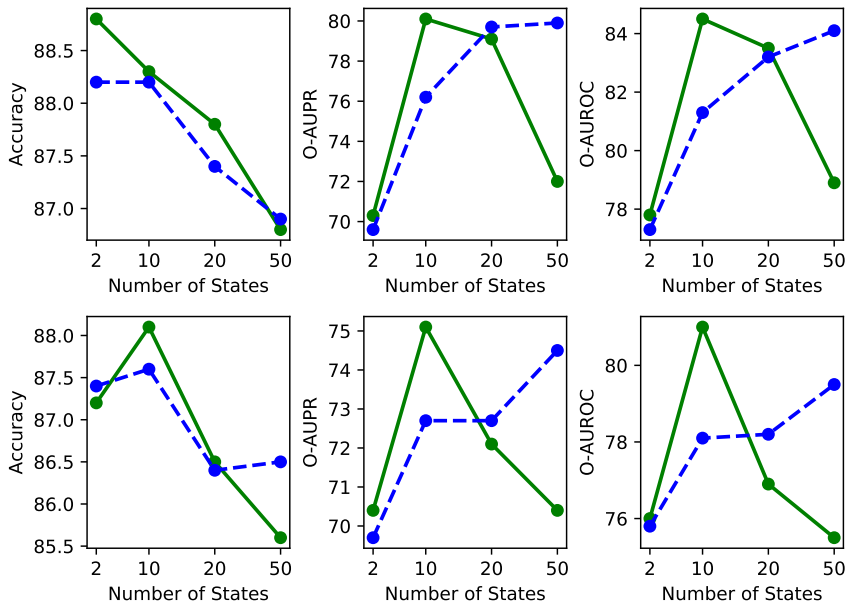 Accuracy
88.5
88.0
87.5
87.0
2 10 20 50
Number of States
O-AUPR
80
78
76
74
72
70
2 10 20 50
Number of States
O-AUROC
84
82
80
78
2 10 20 50
Number of States
Accuracy
88.0
87.5
87.0
86.5
86.0
85.5
2 10 20 50
Number of States
O-AUPR
75
74
73
72
71
70
2 10 20 50
Number of States
O-AUROC
80
78
76
2 10 20 50
Number of States